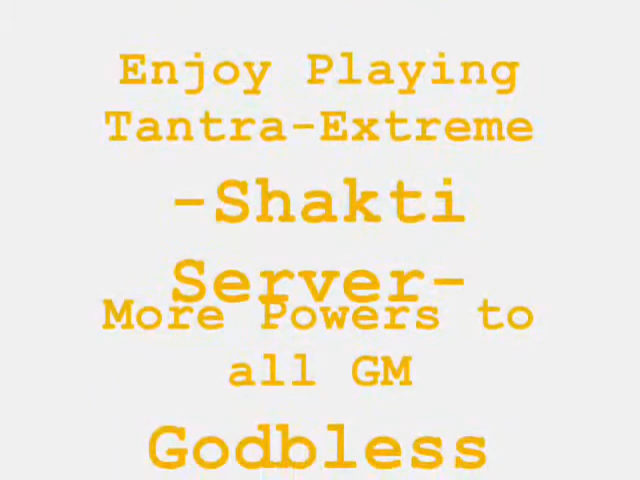 Enjoy Playing
Tantra-Extreme
-Shakti
Server-
More Powers to
all GM
Godbless